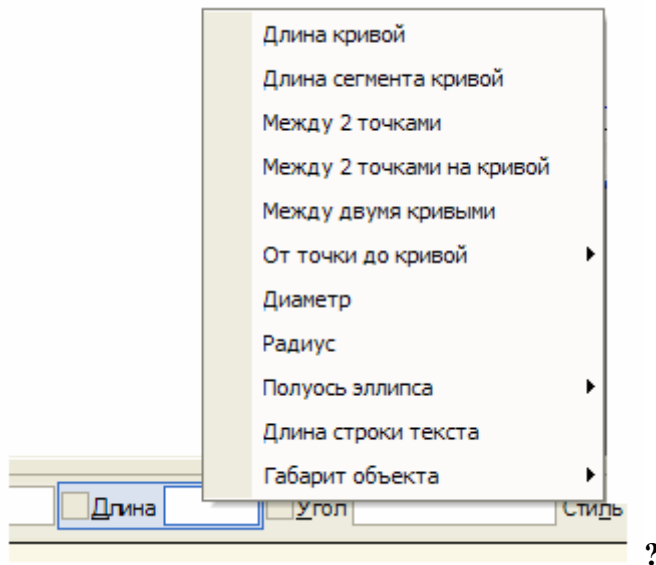 Длина кривой
Длина сегмента кривой
Между 2 точками
Между 2 точками на кривой
Между двумя кривыми
От точки до кривой
Диаметр
Радиус
Полуось эллипса
Длина строки текста
Габарит объекта
Длина Угол Стиль
?